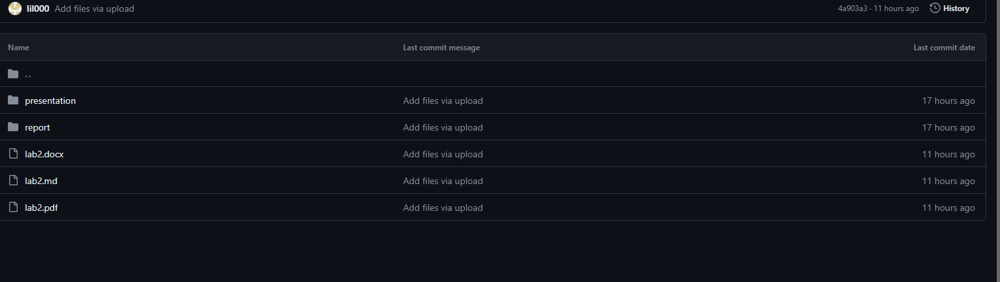 lil000 Add files via upload 4a903a3 · 11 hours ago History
Name Last commit message Last commit date
..
presentation Add files via upload 17 hours ago
report Add files via upload 17 hours ago
lab2.docx Add files via upload 11 hours ago
lab2.md Add files via upload 11 hours ago
lab2.pdf Add files via upload 11 hours ago